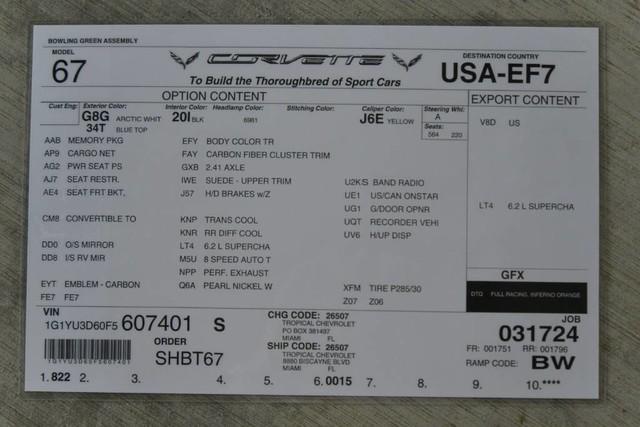 BOWLING GREEN ASSEMBLY
MODEL
67
CORVETTE
To Build the Thoroughbred of Sport Cars
DESTINATION COUNTRY
USA-EF7
OPTION CONTENT
EXPORT CONTENT
Cust Eng: Exterior Color: Interior Color: Headlamp Color: Stitching Color: Caliper Color: Steering Whl:
G8G ARCTIC WHIT 20I BLK 6981 J6E YELLOW A
34T BLUE TOP Seats:
564 220
V8D US
AAB MEMORY PKG EFY BODY COLOR TR
AP9 CARGO NET FAY CARBON FIBER CLUSTER TRIM
AG2 PWR SEAT PS GXB 2.41 AXLE
AJ7 SEAT RESTR. IWE SUEDE - UPPER TRIM U2K S BAND RADIO
AE4 SEAT FRT BKT, J57 H/D BRAKES w/Z UE1 US/CAN ONSTAR
UG1 G/DOOR OPNR
LT4 6.2 L SUPERCHA
CM8 CONVERTIBLE TO KNP TRANS COOL UQT RECORDER VEHI
KNR RR DIFF COOL UV6 H/UP DISP
DD0 O/S MIRROR LT4 6.2 L SUPERCHA
DD8 I/S RV MIR M5U 8 SPEED AUTO T
NPP PERF. EXHAUST
EYT EMBLEM - CARBON Q6A PEARL NICKEL W XFM TIRE P285/30
FE7 FE7 Z07 Z06
GFX
DTQ FULL RACING, INFERNO ORANGE
VIN
1G1YU3D60F5 607401 S
1G1YU3D60F5607401
ORDER
SHBT67
CHG CODE: 26507
TROPICAL CHEVROLET
PO BOX 381497
MIAMI FL
SHIP CODE: 26507
TROPICAL CHEVROLET
8880 BISCAYNE BLVD
MIAMI FL
JOB
031724
FR: 001751 RR: 001796
RAMP CODE: BW
1. 822 2. 3. 4. 5. 6. 0015 7. 8. 9. 10. ****